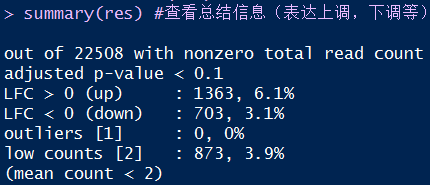 > summary(res) #查看总结信息（表达上调，下调等）
out of 22508 with nonzero total read count
adjusted p-value < 0.1
LFC > 0 (up)       : 1363, 6.1%
LFC < 0 (down)     : 703, 3.1%
outliers [1]       : 0, 0%
low counts [2]     : 873, 3.9%
(mean count < 2)